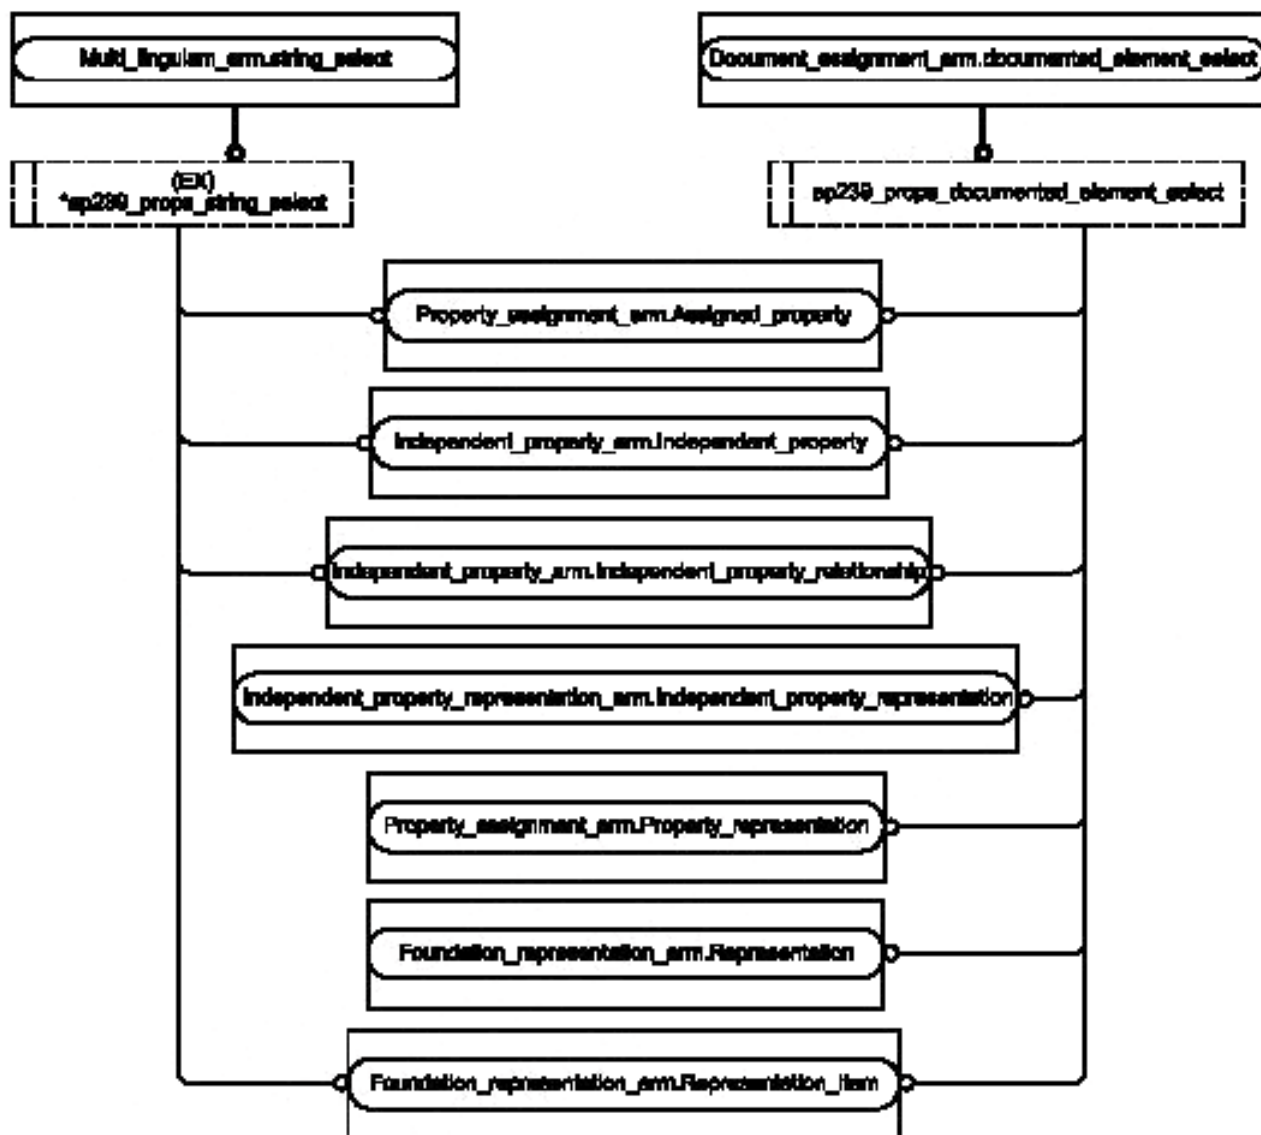 Multi_linguism_arm.string_select
Document_assignment_arm.documented_element_select
(EX)
*ap239_props_string_select
ap239_props_documented_element_select
Property_assignment_arm.Assigned_property
Independent_property_arm.Independent_property
Independent_property_arm.Independent_property_relationship
Independent_property_representation_arm.Independent_property_representation
Property_assignment_arm.Property_representation
Foundation_representation_arm.Representation
Foundation_representation_arm.Representation_item